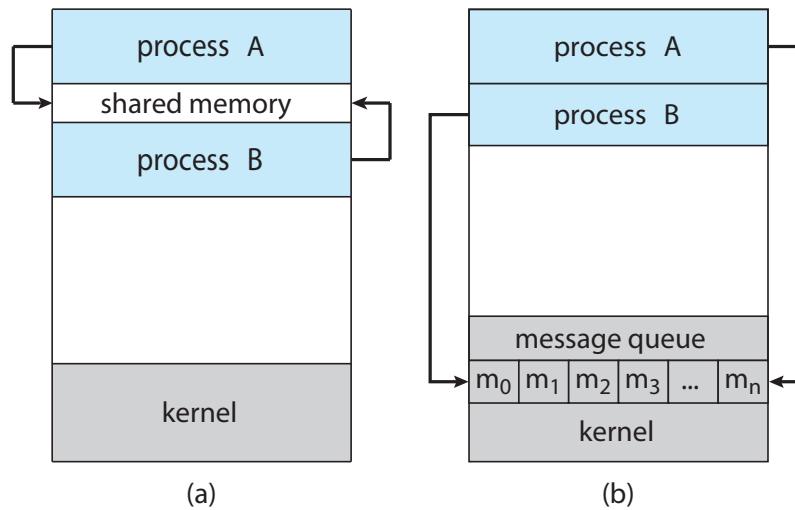 process A
shared memory
process B
kernel
(a)
process A
process B
message queue
m0 m1 m2 m3 ... mn
kernel
(b)